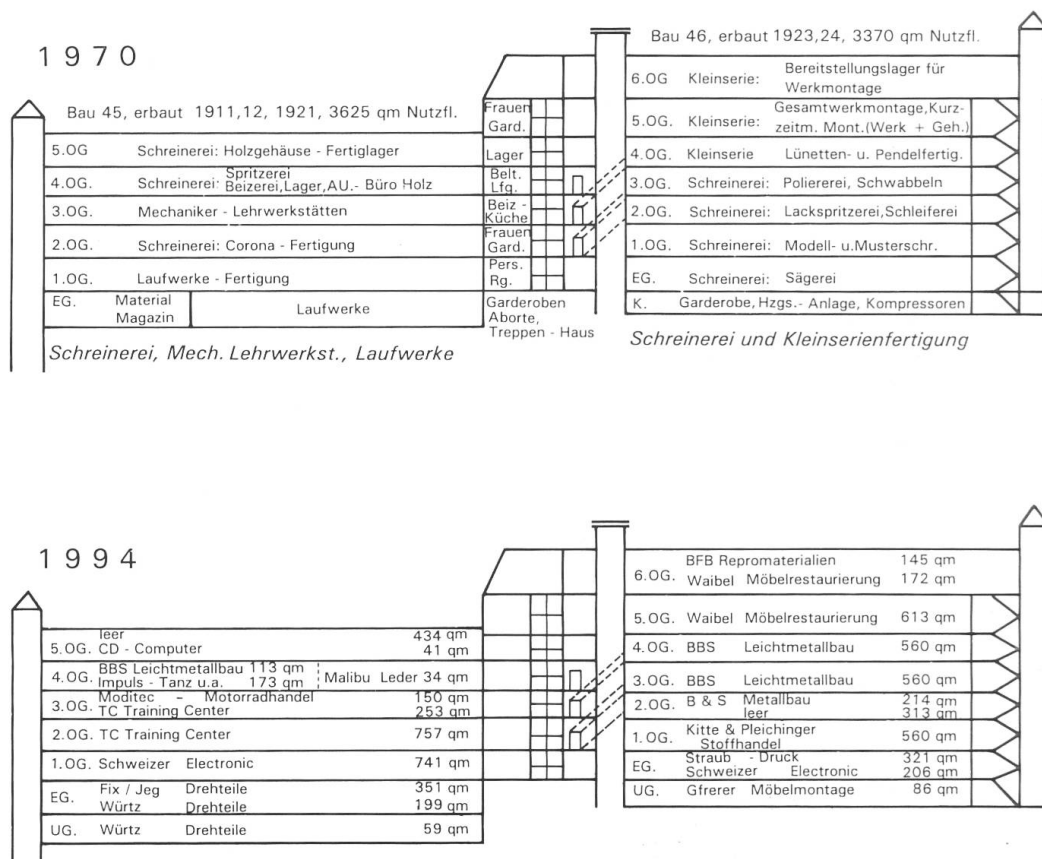 1970
Bau 45, erbaut 1911,12, 1921, 3625 qm Nutzfl.
5.OG Schreinerei: Holzgehäuse - Fertiglager
4.OG. Schreinerei: Spritzerei
Beizerei,Lager,AU.- Büro Holz
3.OG. Mechaniker - Lehrwerkstätten
2.OG. Schreinerei: Corona - Fertigung
1.OG. Laufwerke - Fertigung
EG. Material
Magazin
Laufwerke
Schreinerei, Mech. Lehrwerkst., Laufwerke
Frauen
Gard.
Lager
Belt.
Lfg.
Beiz -
Küche
Frauen
Gard.
Pers.
Rg.
Garderoben
Aborte,
Treppen - Haus
Bau 46, erbaut 1923,24, 3370 qm Nutzfl.
6.OG Kleinserie: Bereitstellungslager für
Werkmontage
5.OG. Kleinserie: Gesamtwerkmontage,Kurz-
zeitm. Mont.(Werk + Geh.)
4.OG. Kleinserie Lünetten- u. Pendelfertig.
3.OG. Schreinerei: Poliererei, Schwabbeln
2.OG. Schreinerei: Lackspritzerei,Schleiferei
1.OG. Schreinerei: Modell- u.Musterschr.
EG. Schreinerei: Sägerei
K. Garderobe, Hzgs.- Anlage, Kompressoren
Schreinerei und Kleinserienfertigung
1994
leer 434 qm
5.OG. CD - Computer 41 qm
4.OG. BBS Leichtmetallbau 113 qm
Impuls - Tanz u.a. 173 qm
Malibu Leder 34 qm
3.OG. Moditec - Motorradhandel 150 qm
TC Training Center 253 qm
2.OG. TC Training Center 757 qm
1.OG. Schweizer Electronic 741 qm
EG. Fix / Jeg Drehteile 351 qm
Würtz Drehteile 199 qm
UG. Würtz Drehteile 59 qm
6.OG. BFB Repromaterialien 145 qm
Waibel Möbelrestaurierung 172 qm
5.OG. Waibel Möbelrestaurierung 613 qm
4.OG. BBS Leichtmetallbau 560 qm
3.OG. BBS Leichtmetallbau 560 qm
2.OG. B & S Metallbau 214 qm
leer 313 qm
1.OG. Kitte & Pleichinger 560 qm
Stoffhandel
EG. Straub - Druck 321 qm
Schweizer Electronic 206 qm
UG. Gfrerer Möbelmontage 86 qm